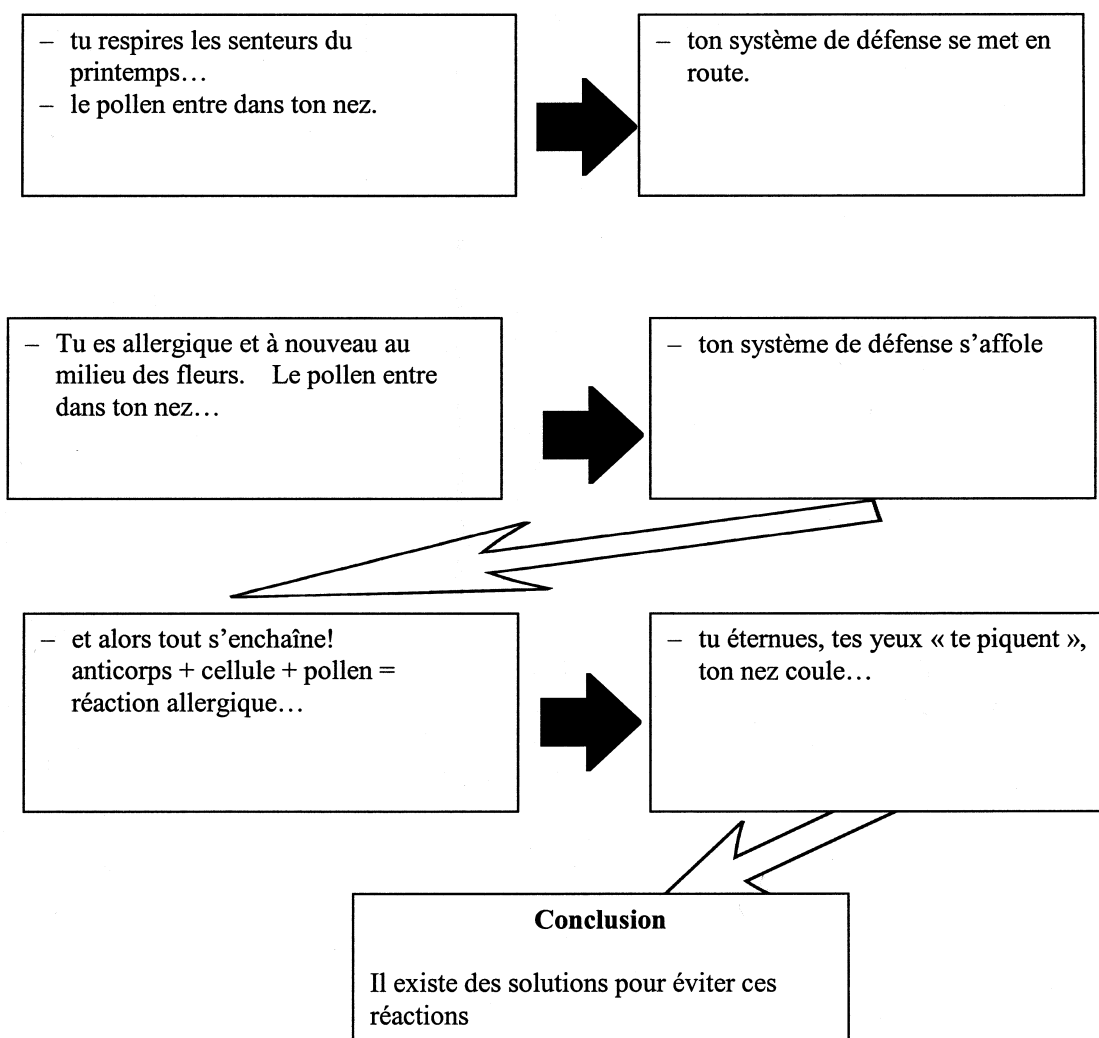 – tu respires les senteurs du
printemps…
– le pollen entre dans ton nez.
– ton système de défense se met en
route.
– Tu es allergique et à nouveau au
milieu des fleurs. Le pollen entre
dans ton nez…
– ton système de défense s’affole
– et alors tout s’enchaîne!
anticorps + cellule + pollen =
réaction allergique…
– tu éternues, tes yeux « te piquent »,
ton nez coule…
Conclusion
Il existe des solutions pour éviter ces
réactions